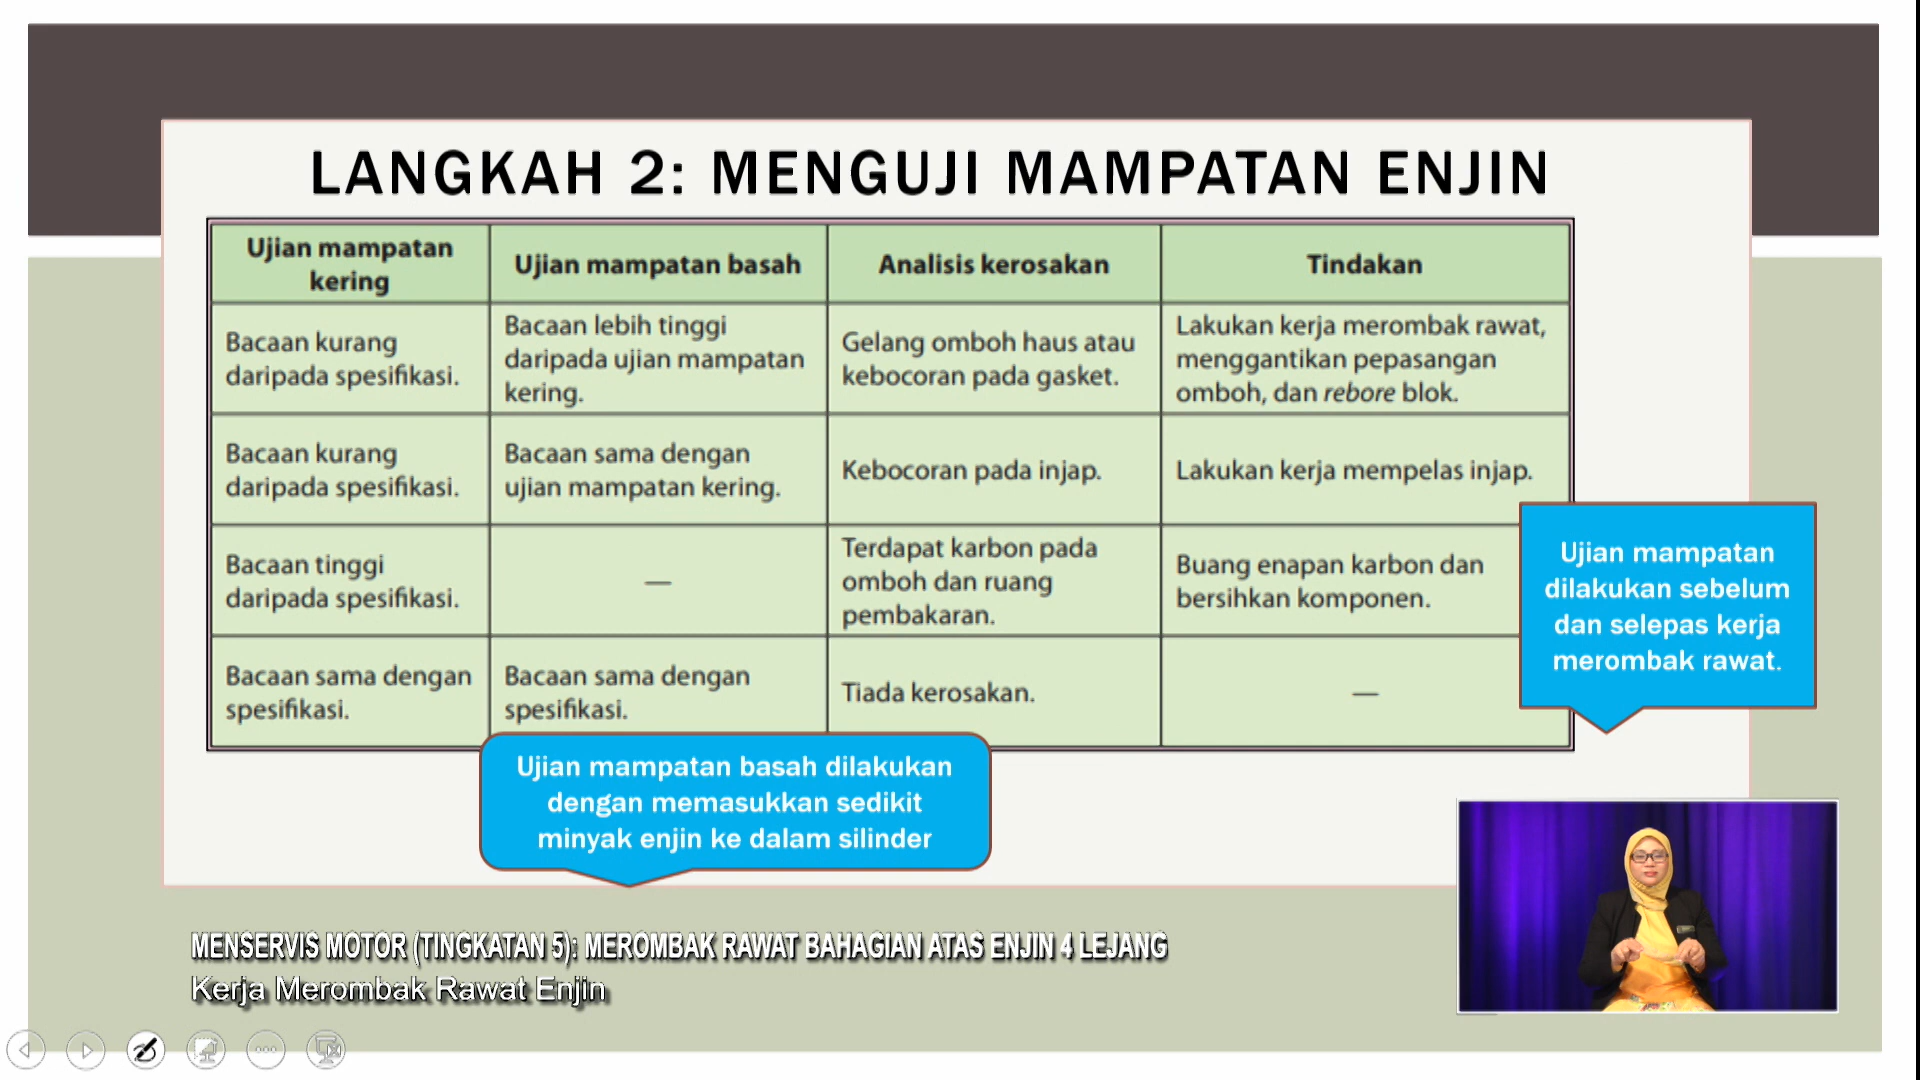 LANGKAH 2: MENGUJI MAMPATAN ENJIN
Ujian mampatan
kering
Ujian mampatan basah
Analisis kerosakan
Tindakan
Bacaan kurang
daripada spesifikasi.
Bacaan lebih tinggi
daripada ujian mampatan
kering.
Gelang omboh haus atau
kebocoran pada gasket.
Lakukan kerja merombak rawat,
menggantikan pepasangan
omboh, dan rebore blok.
Bacaan kurang
daripada spesifikasi.
Bacaan sama dengan
ujian mampatan kering.
Kebocoran pada injap.
Lakukan kerja mempelas injap.
Bacaan tinggi
daripada spesifikasi.
—
Terdapat karbon pada
omboh dan ruang
pembakaran.
Buang enapan karbon dan
bersihkan komponen.
Bacaan sama dengan
spesifikasi.
Bacaan sama dengan
spesifikasi.
Tiada kerosakan.
—
Ujian mampatan
dilakukan sebelum
dan selepas kerja
merombak rawat.
Ujian mampatan basah dilakukan
dengan memasukkan sedikit
minyak enjin ke dalam silinder
MENSERVIS MOTOR (TINGKATAN 5): MEROMBAK RAWAT BAHAGIAN ATAS ENJIN 4 LEJANG
Kerja Merombak Rawat Enjin